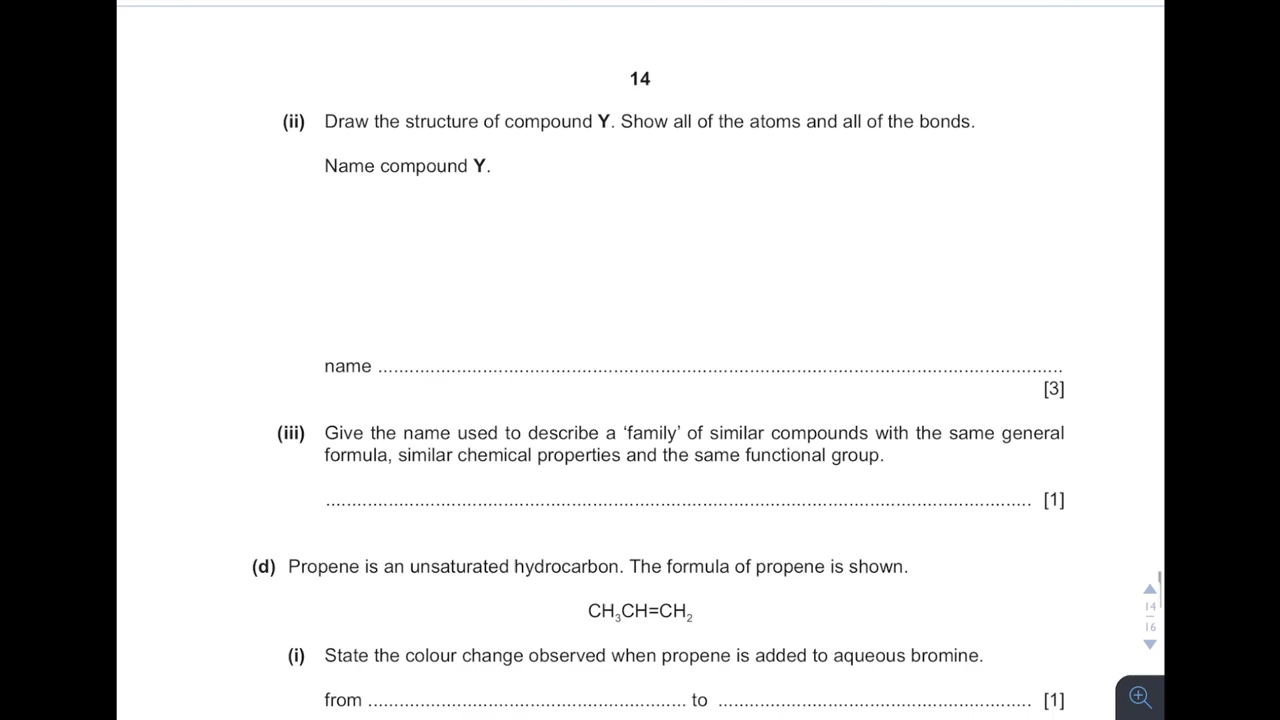 14
(ii) Draw the structure of compound Y. Show all of the atoms and all of the bonds.
Name compound Y.
name ........................................................................................................................................
[3]
(iii) Give the name used to describe a ‘family’ of similar compounds with the same general
formula, similar chemical properties and the same functional group.
............................................................................................................................................. [1]
(d) Propene is an unsaturated hydrocarbon. The formula of propene is shown.
CH₃CH=CH₂
(i) State the colour change observed when propene is added to aqueous bromine.
from ............................................................... to .............................................................. [1]
14
16